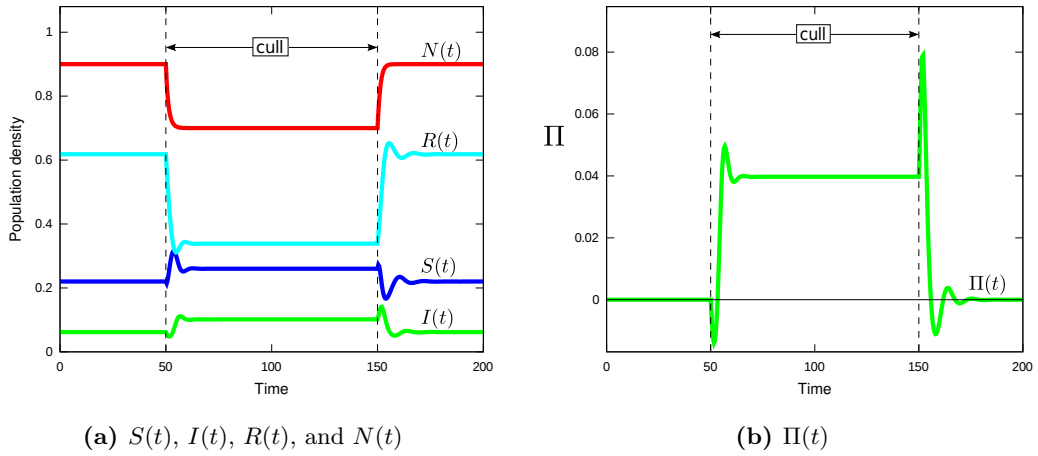 1
0.8
0.6
0.4
0.2
0
0
50
100
150
200
Population density
Time
cull
N(t)
R(t)
S(t)
I(t)
(a) S(t), I(t), R(t), and N(t)
0.08
0.06
0.04
0.02
0
0
50
100
150
200
Π
Time
cull
Π(t)
(b) Π(t)